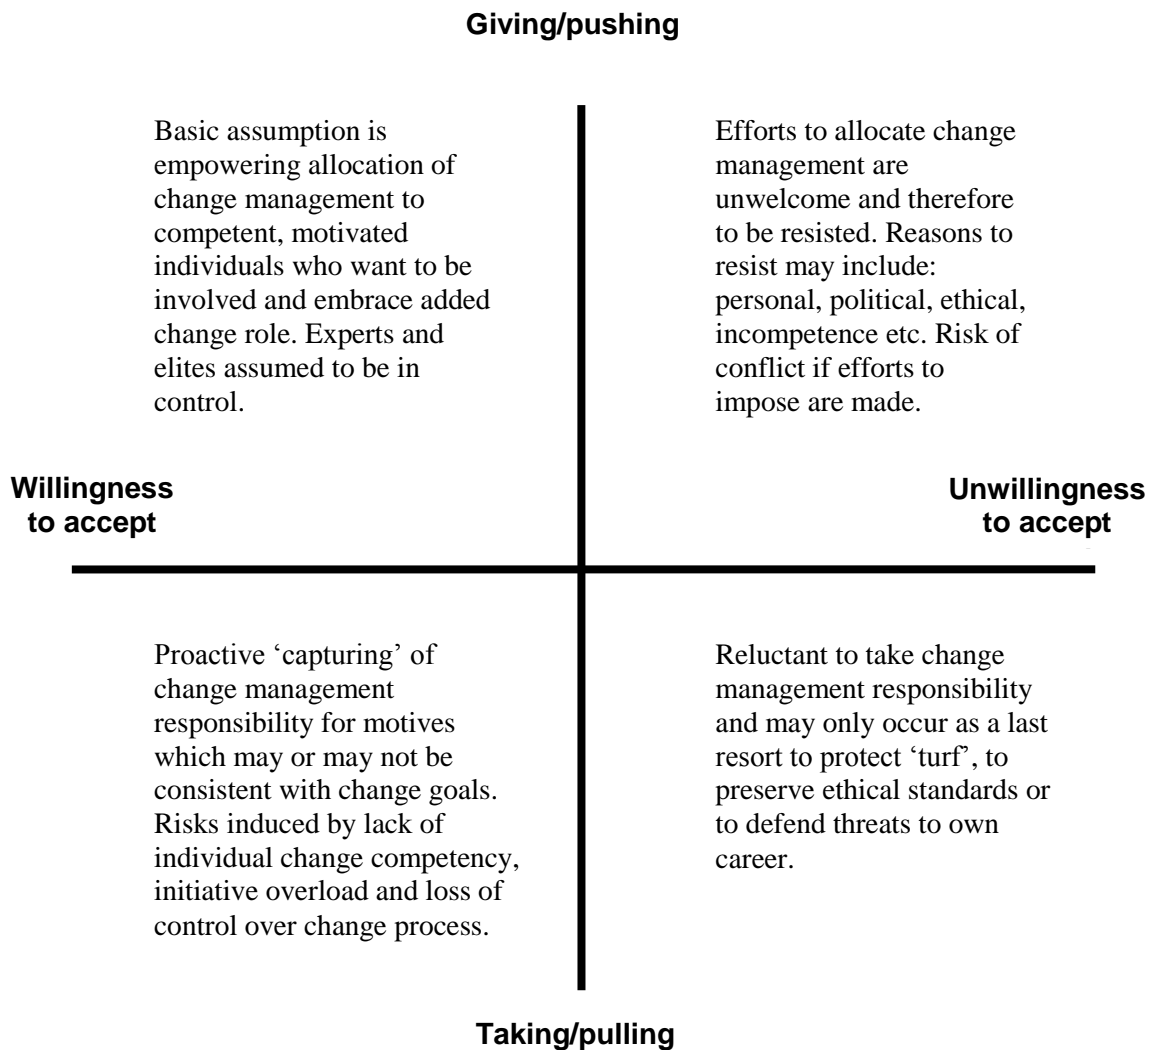 Giving/pushing
Basic assumption is
empowering allocation of
change management to
competent, motivated
individuals who want to be
involved and embrace added
change role. Experts and
elites assumed to be in
control.
Efforts to allocate change
management are
unwelcome and therefore
to be resisted. Reasons to
resist may include:
personal, political, ethical,
incompetence etc. Risk of
conflict if efforts to
impose are made.
Willingness
to accept
Unwillingness
to accept
Proactive ‘capturing’ of
change management
responsibility for motives
which may or may not be
consistent with change goals.
Risks induced by lack of
individual change competency,
initiative overload and loss of
control over change process.
Reluctant to take change
management responsibility
and may only occur as a last
resort to protect ‘turf’, to
preserve ethical standards or
to defend threats to own
career.
Taking/pulling